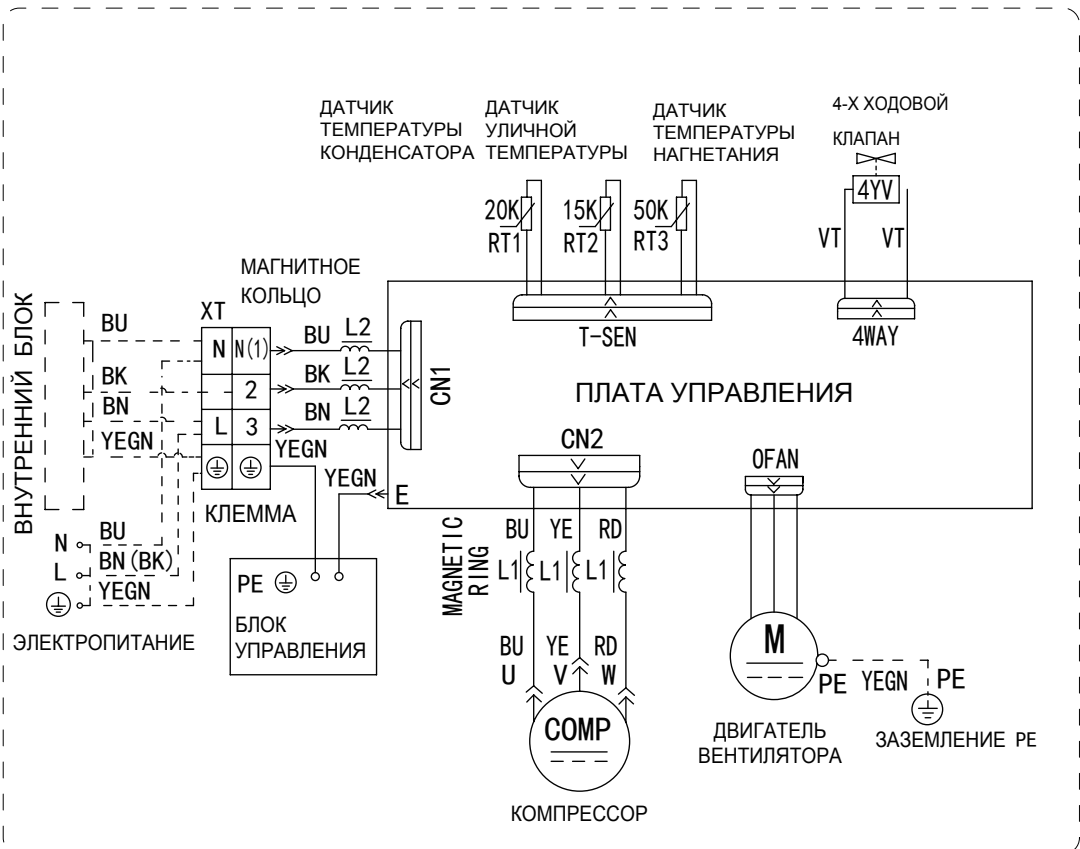 ДАТЧИК
ТЕМПЕРАТУРЫ
КОНДЕНСАТОРА
ДАТЧИК
УЛИЧНОЙ
ТЕМПЕРАТУРЫ
ДАТЧИК
ТЕМПЕРАТУРЫ
НАГНЕТАНИЯ
4-Х ХОДОВОЙ
КЛАПАН
4YV
20K
RT1
15K
RT2
50K
RT3
VT VT
T-SEN
4WAY
МАГНИТНОЕ
КОЛЬЦО
XT
ВНУТРЕННИЙ БЛОК
BU
BK
BN
YEGN
N N(1)
2
L 3
BU L2
BK L2
BN L2
YEGN
CN1
ПЛАТА УПРАВЛЕНИЯ
CN2
OFAN
YEGN
E
КЛЕММА
N BU
L BN(BK)
YEGN
ЭЛЕКТРОПИТАНИЕ
PE
БЛОК
УПРАВЛЕНИЯ
MAGNETIC
RING
BU YE RD
L1 L1 L1
BU YE RD
U V W
COMP
КОМПРЕССОР
M
PE YEGN PE
ДВИГАТЕЛЬ
ВЕНТИЛЯТОРА
ЗАЗЕМЛЕНИЕ PE